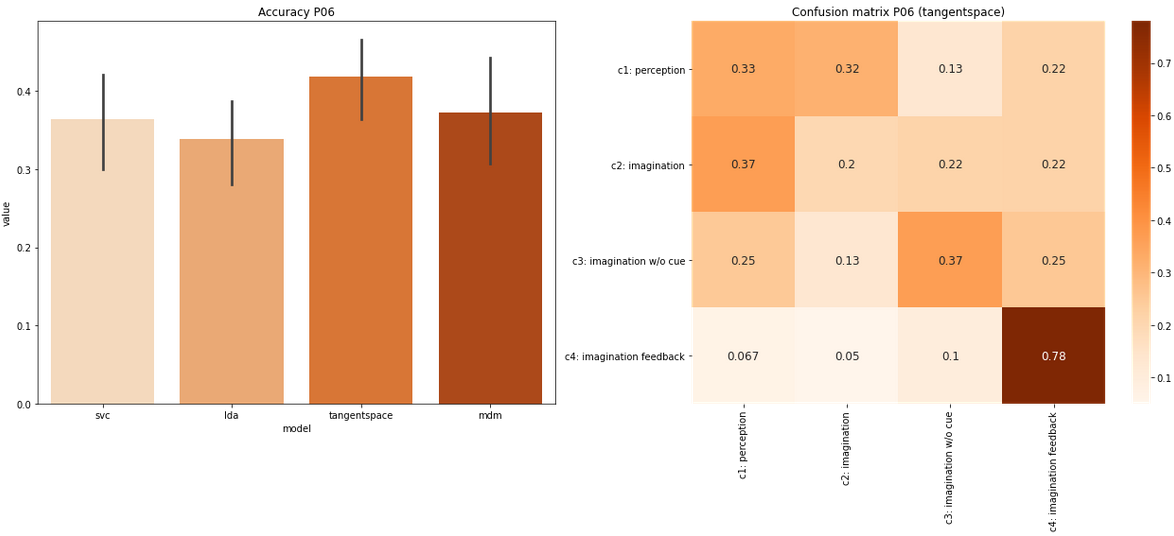 Accuracy P06
value
0.4
0.3
0.2
0.1
0.0
svc lda tangentspace mdm
model
Confusion matrix P06 (tangentspace)
c1: perception 0.33 0.32 0.13 0.22
c2: imagination 0.37 0.2 0.22 0.22
c3: imagination w/o cue 0.25 0.13 0.37 0.25
c4: imagination feedback 0.067 0.05 0.1 0.78
c1: perception
c2: imagination
c3: imagination w/o cue
c4: imagination feedback
0.7
0.6
0.5
0.4
0.3
0.2
0.1